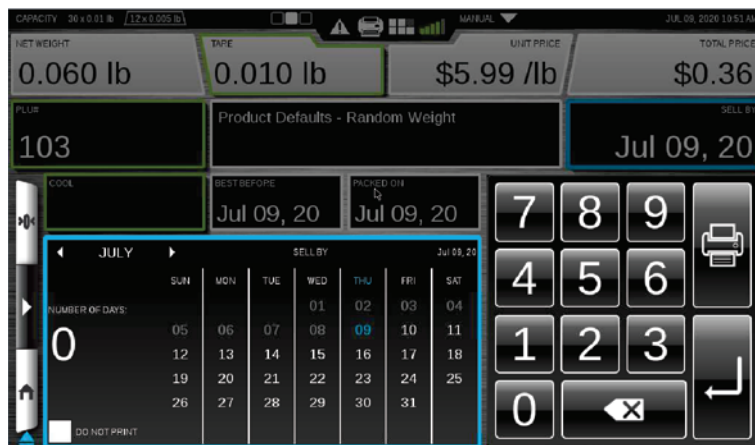 CAPACITY 30 x 0.01 lb 12 x 0.005 lb MANUAL JUL 09, 2020 10:51 AM
NET WEIGHT TARE UNIT PRICE TOTAL PRICE
0.060 lb 0.010 lb $5.99 /lb $0.36
PLU# SELL BY
103 Product Defaults - Random Weight Jul 09, 20
COOL BEST BEFORE PACKED ON
Jul 09, 20 Jul 09, 20
7 8 9
JULY SELL BY Jul 09, 20
SUN MON TUE WED THU FRI SAT
4 5 6
NUMBER OF DAYS: 01 02 03 04
0 05 06 07 08 09 10 11
12 13 14 15 16 17 18
1 2 3
19 20 21 22 23 24 25
26 27 28 29 30 31
0
DO NOT PRINT